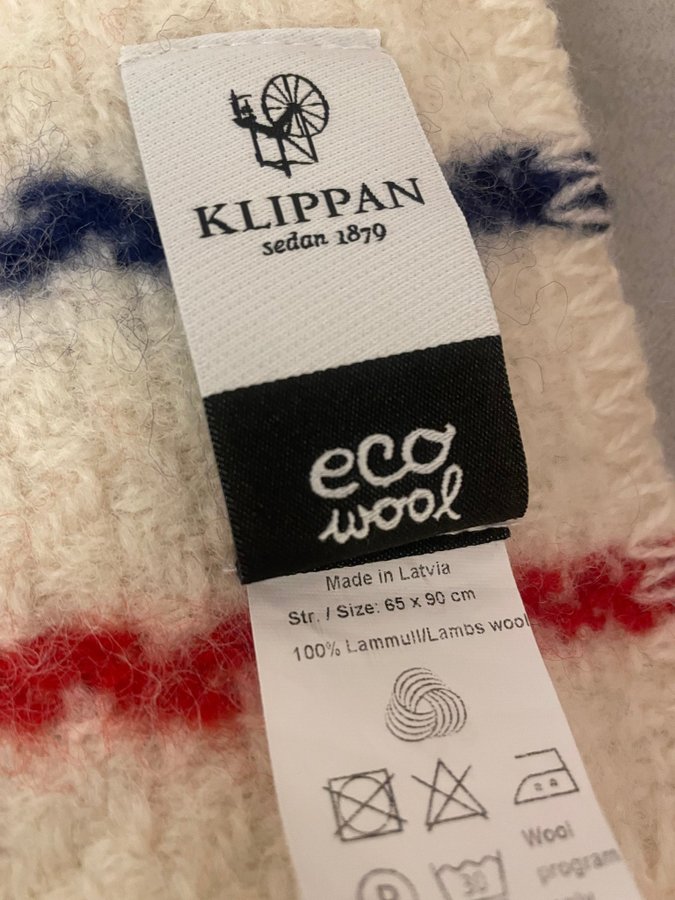 KLIPPAN
sedan 1879
eco
wool
Made in Latvia
Str. / Size: 65 x 90 cm
100% Lammull/Lambs wool
P
30
Wool
program